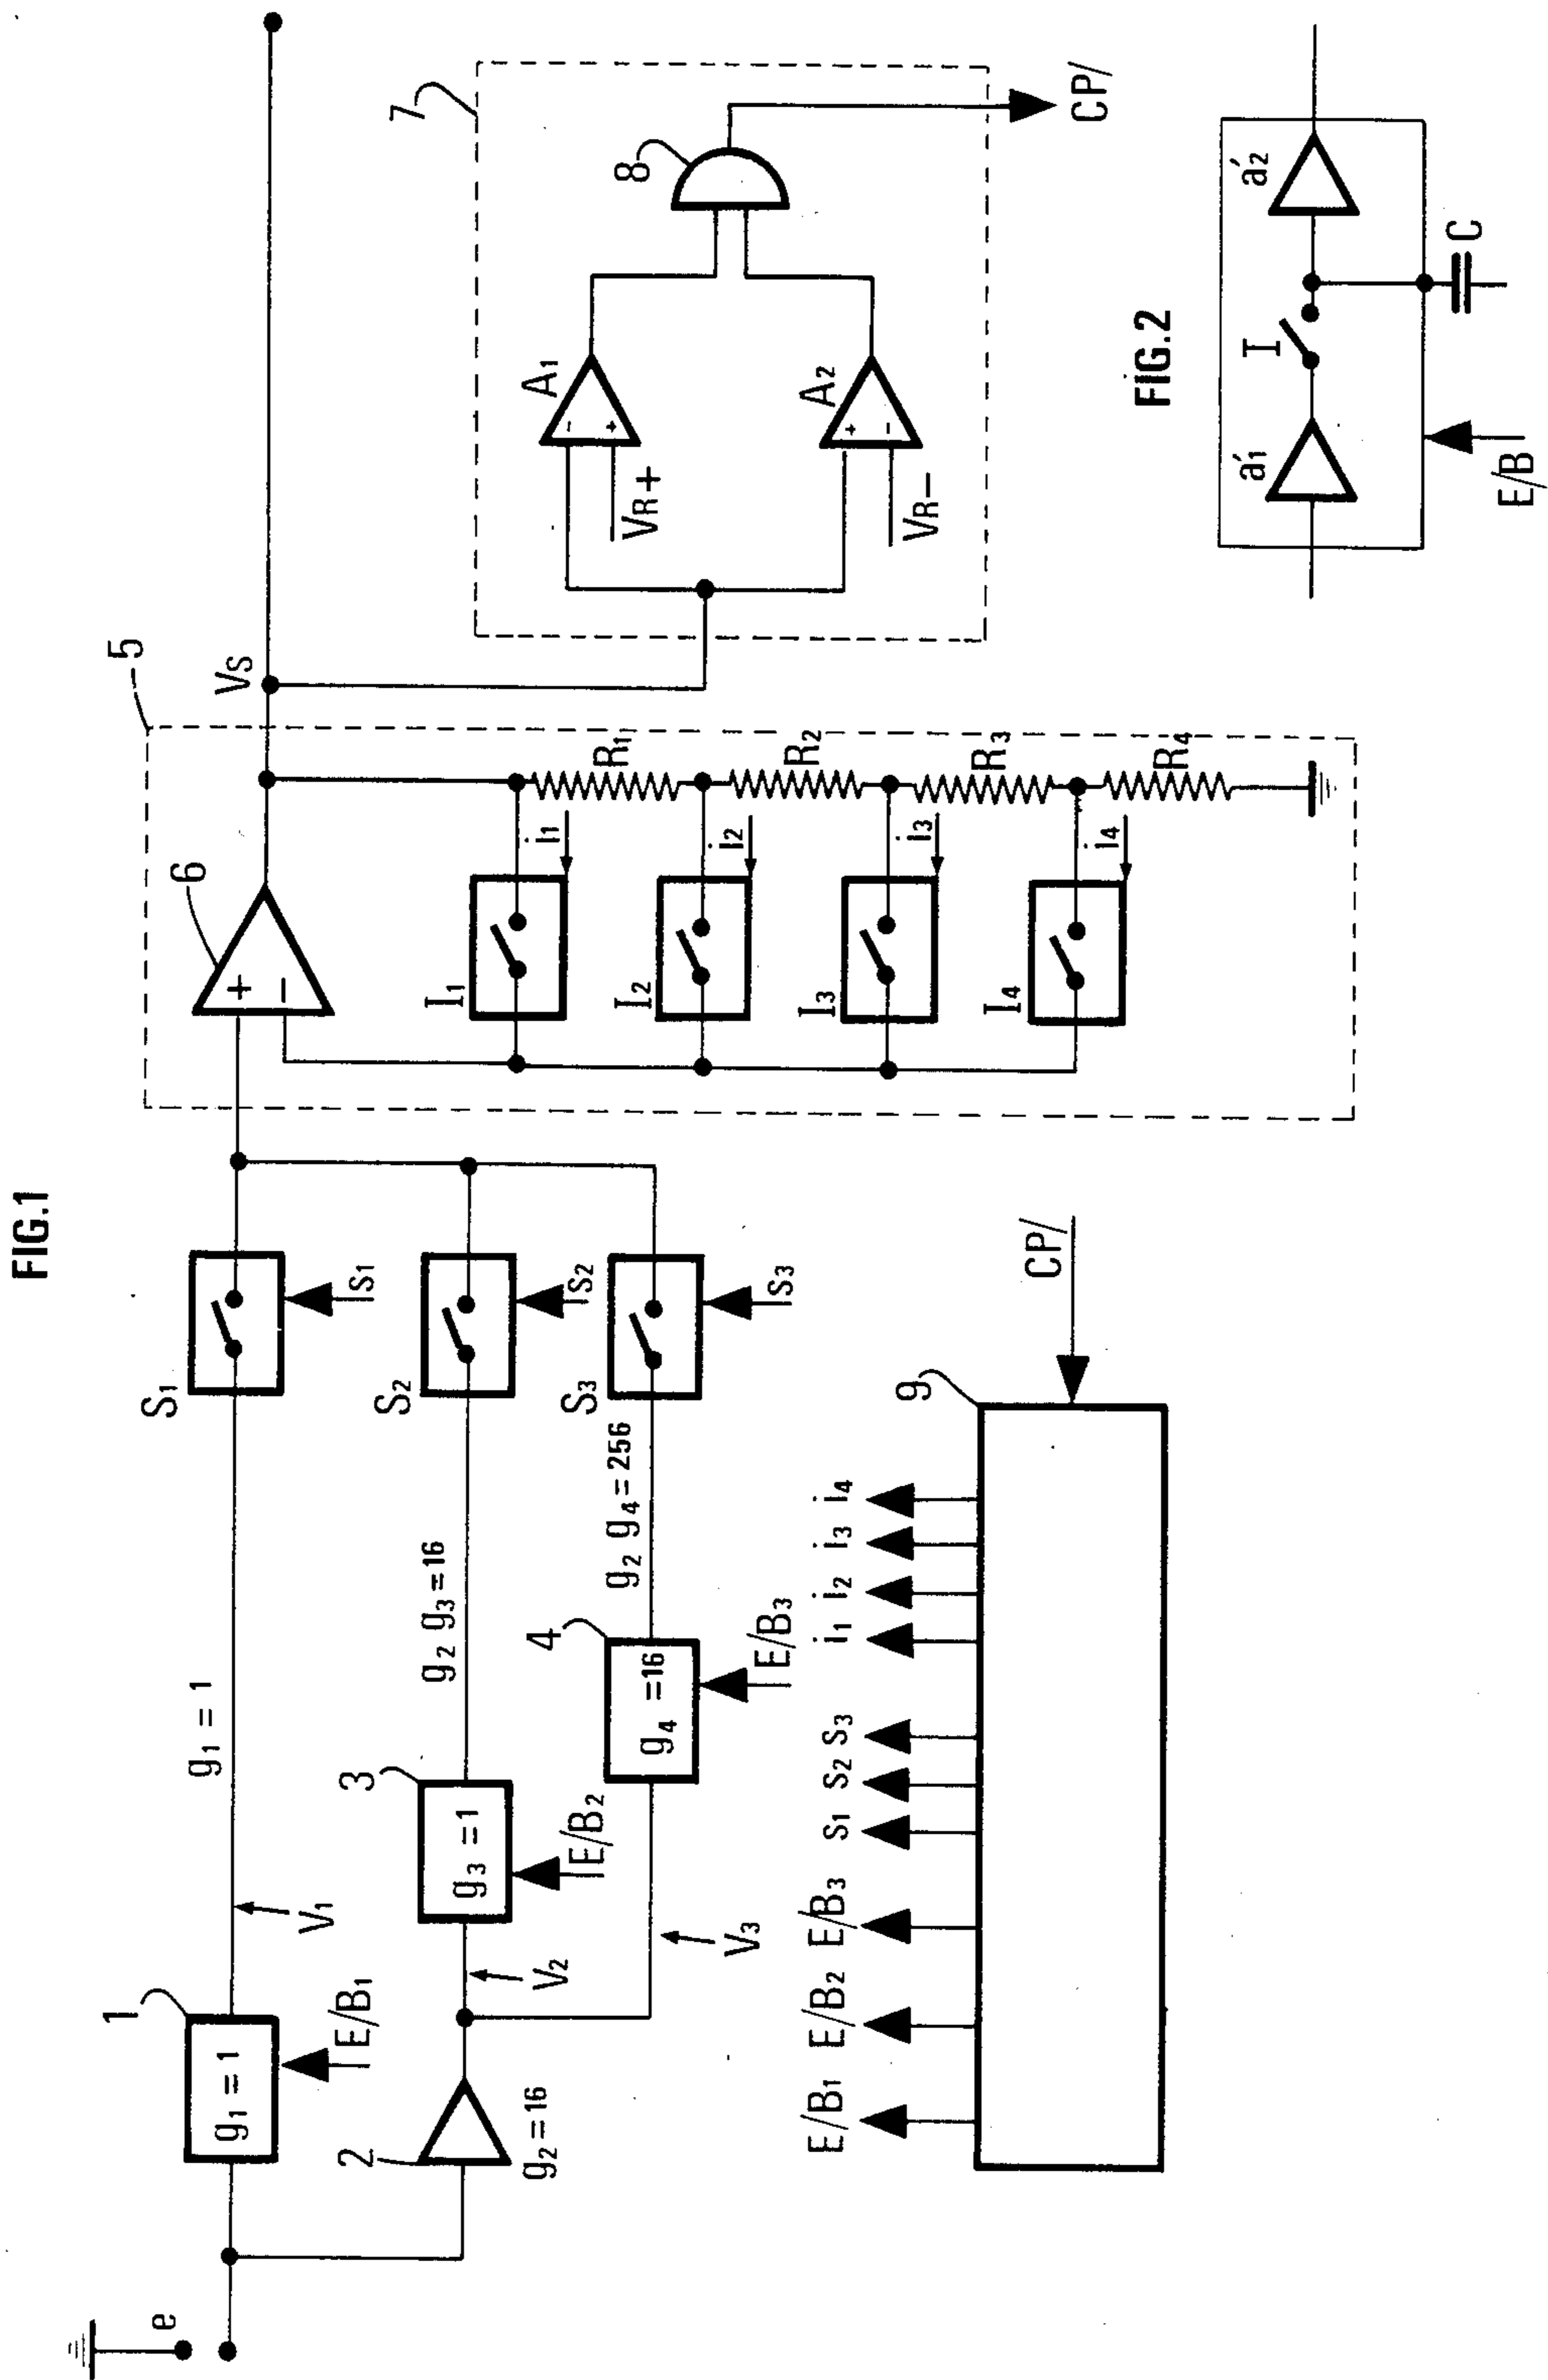 FIG.1
e
1
g1 = 1
E/B1
V1
g1 = 1
S1
s1
2
g2 = 16
V2
3
g3 = 1
E/B2
g2 g3 = 16
S2
s2
V3
4
g4 = 16
E/B3
g2 g4 = 256
S3
s3
5
6
+
−
I1
i1
R1
I2
i2
R2
I3
i3
R3
I4
i4
R4
VS
7
A1
-
+
VR+
A2
+
-
VR−
8
CP/
9
E/B1 E/B2 E/B3 S1 S2 S3 i1 i2 i3 i4
CP/
FIG.2
a'1
I
a'2
C
E/B